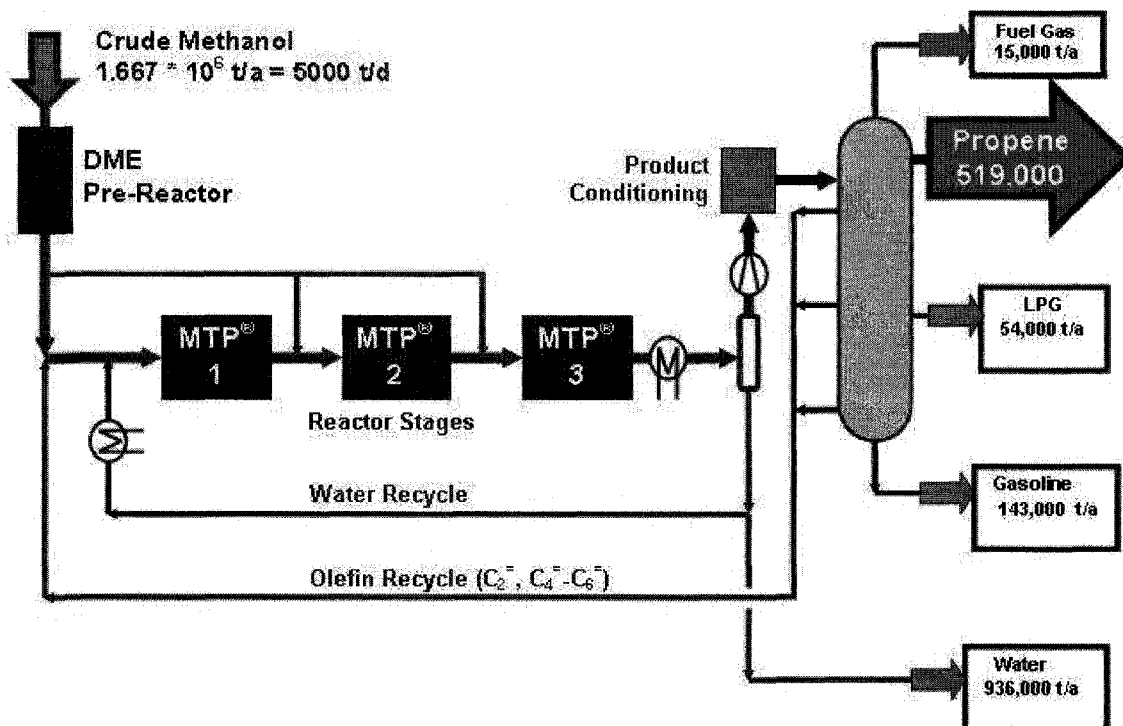 Crude Methanol
1.667 * 10⁶ t/a = 5000 t/d
DME
Pre-Reactor
Product
Conditioning
Fuel Gas
15,000 t/a
Propene
519.000
LPG
54,000 t/a
Gasoline
143,000 t/a
MTP®
1
MTP®
2
MTP®
3
Reactor Stages
Water Recycle
Olefin Recycle (C₂⁼, C₄⁼-C₆⁼)
Water
936,000 t/a